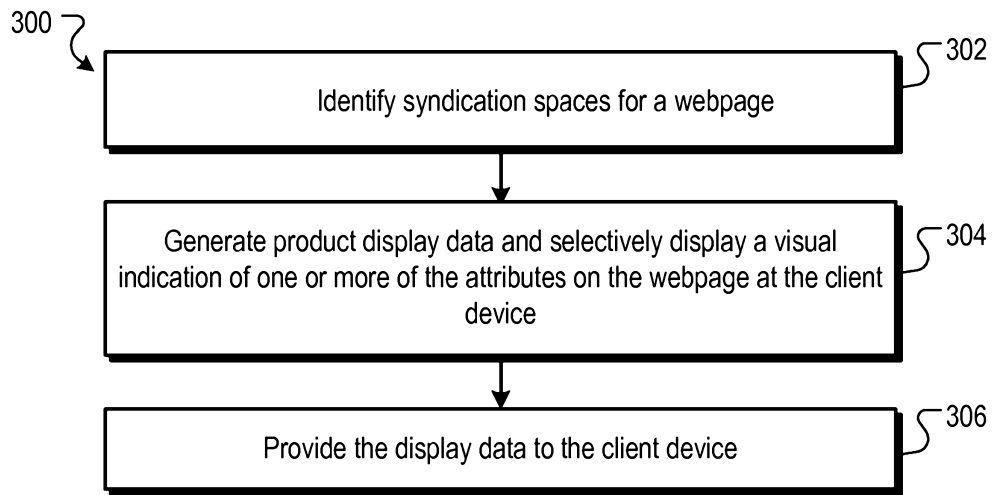 300
302
Identify syndication spaces for a webpage
304
Generate product display data and selectively display a visual
indication of one or more of the attributes on the webpage at the client
device
306
Provide the display data to the client device